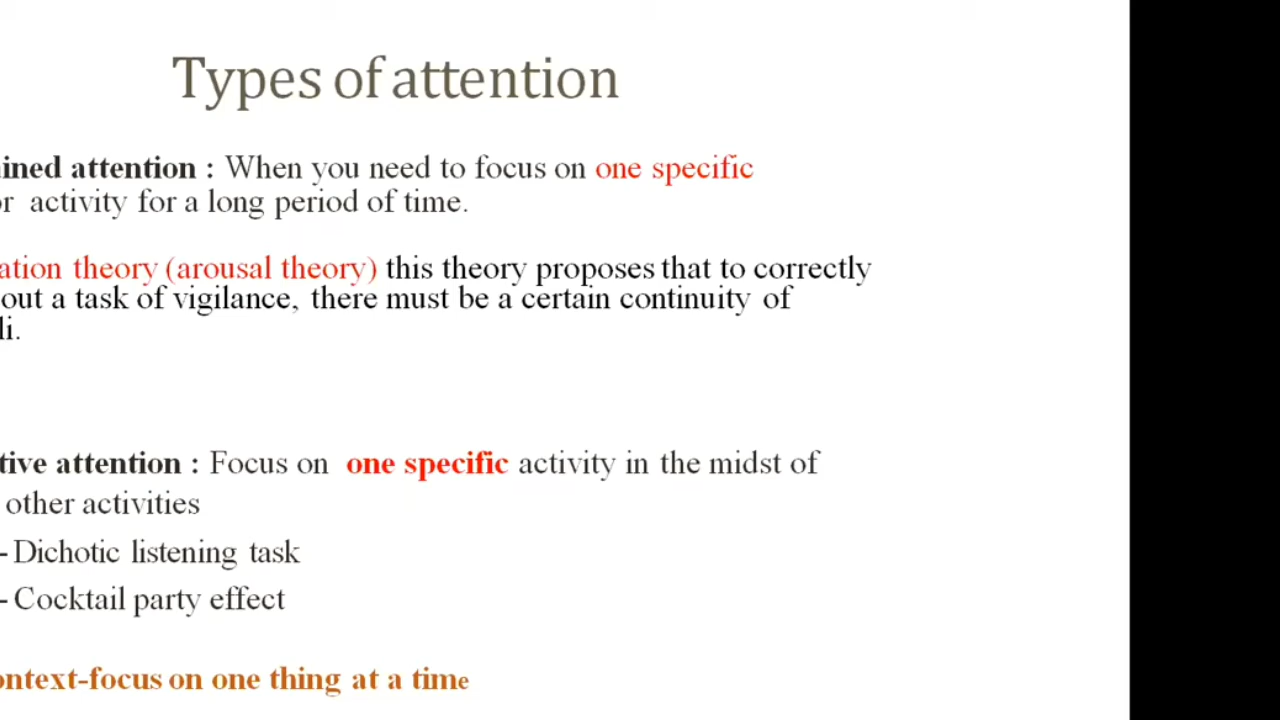 Types of attention
ined attention : When you need to focus on one specific
or activity for a long period of time.
ation theory (arousal theory) this theory proposes that to correctly
out a task of vigilance, there must be a certain continuity of
li.
tive attention : Focus on one specific activity in the midst of
other activities
- Dichotic listening task
- Cocktail party effect
ontext-focus on one thing at a time